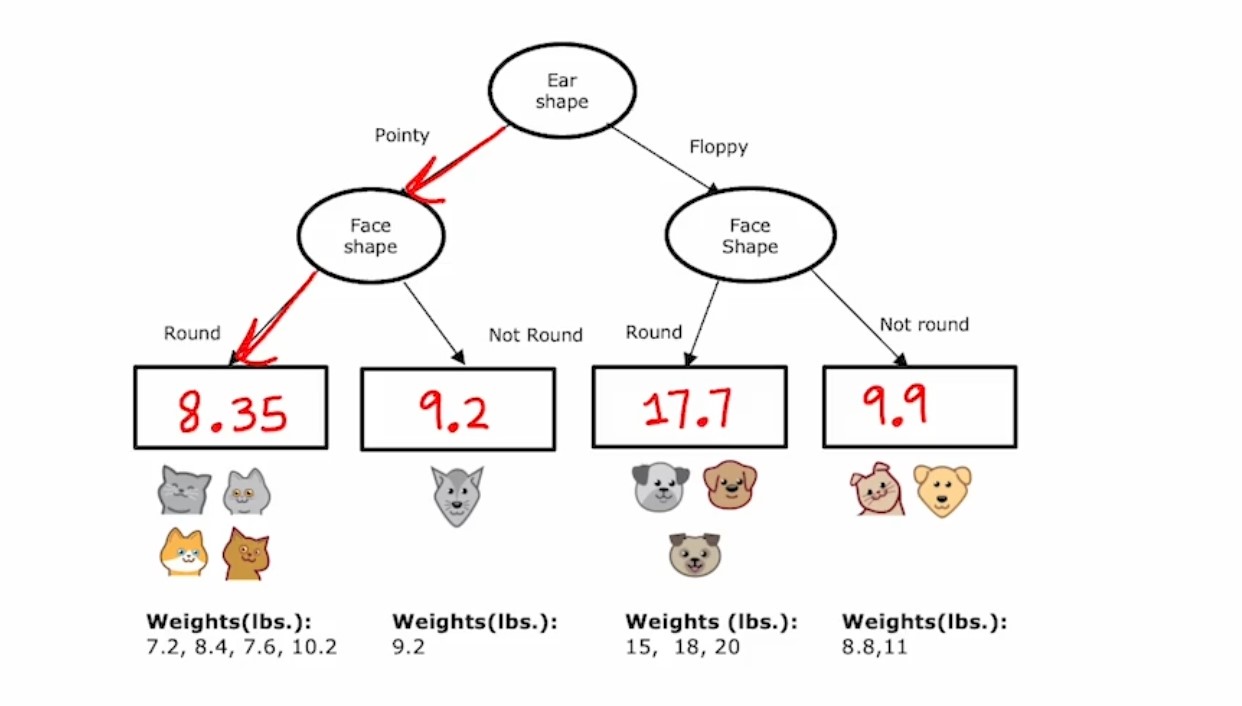 Ear
shape
Pointy
Floppy
Face
shape
Face
Shape
Round
Not Round
Round
Not round
8.35
9.2
17.7
9.9
Weights(lbs.):
7.2, 8.4, 7.6, 10.2
Weights(lbs.):
9.2
Weights (lbs.):
15, 18, 20
Weights(lbs.):
8.8,11